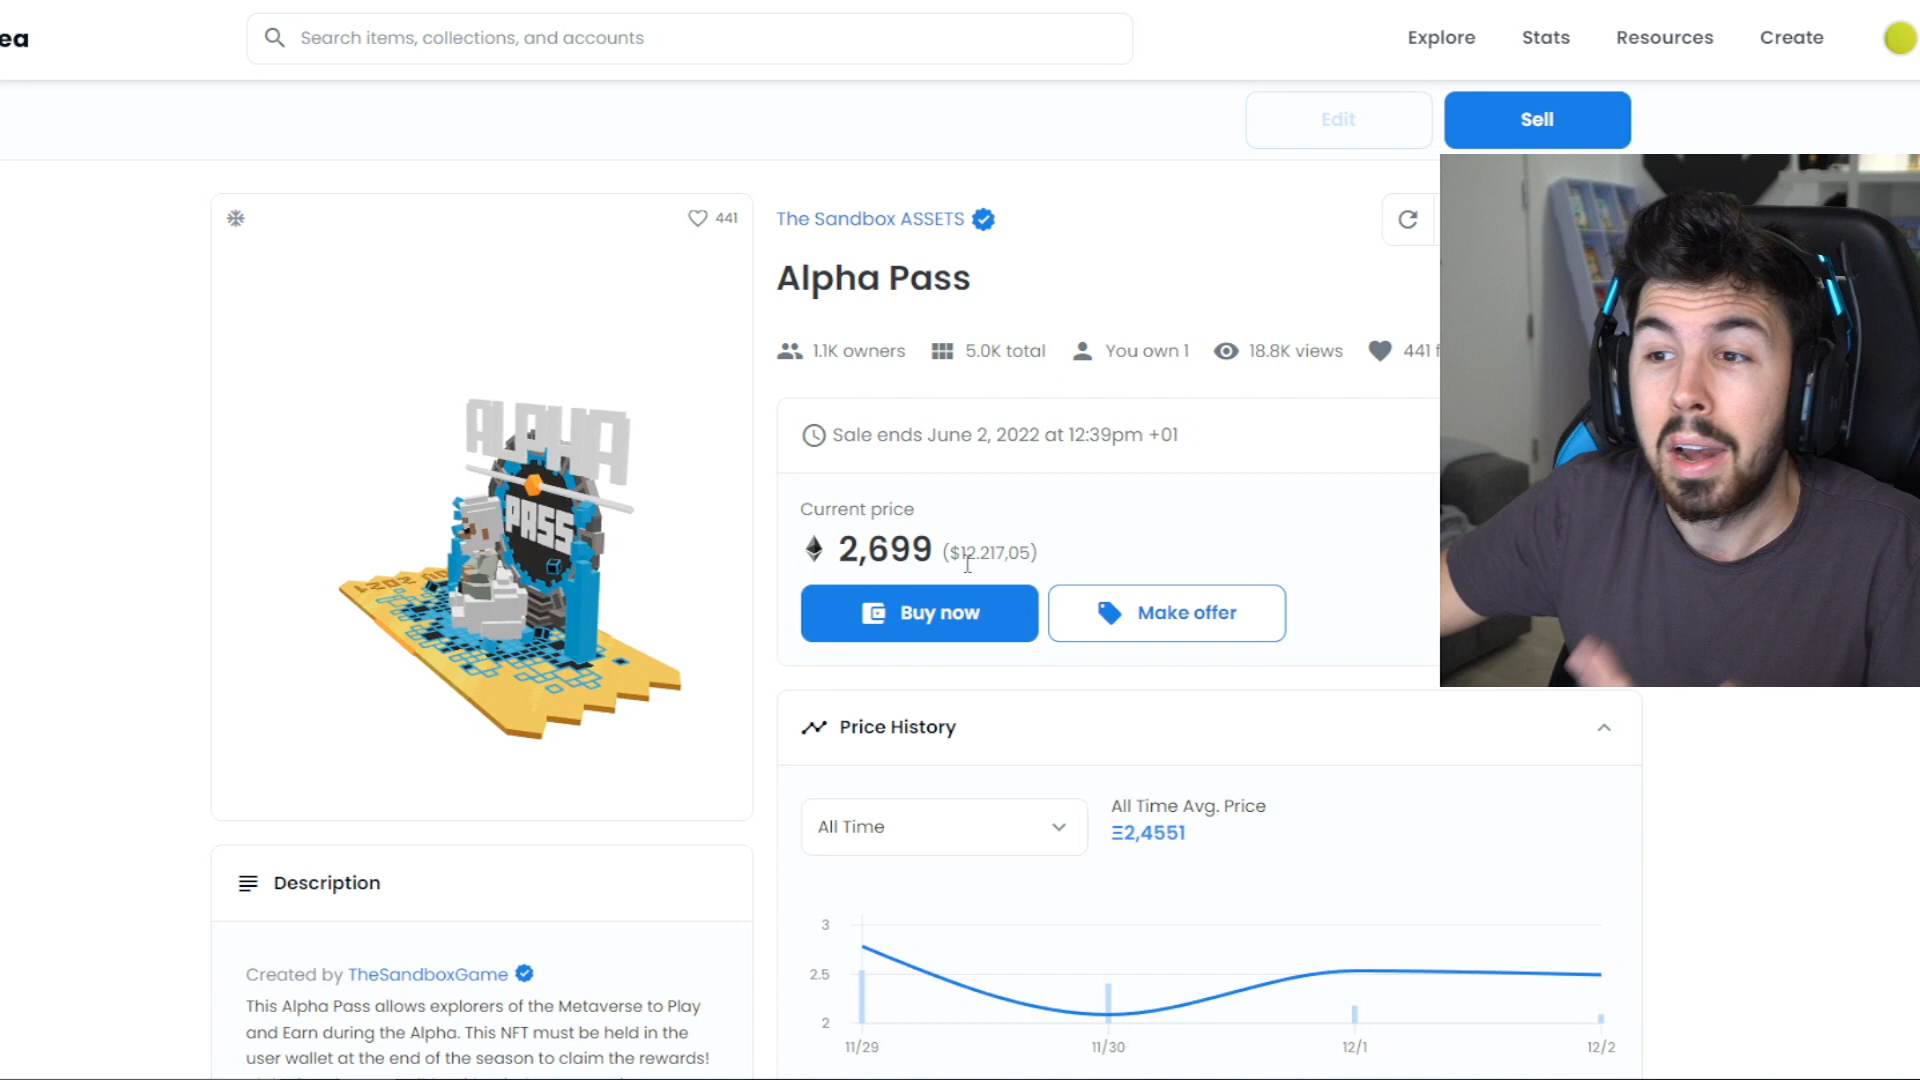 ea
Search items, collections, and accounts
Explore
Stats
Resources
Create
Edit
Sell
441
The Sandbox ASSETS
Alpha Pass
1.1K owners
5.0K total
You own 1
18.8K views
441 f
Sale ends June 2, 2022 at 12:39pm +01
Current price
2,699 ($12.217,05)
Buy now
Make offer
ALPHA
PASS
Price History
All Time
All Time Avg. Price
Ξ2,4551
3
2.5
2
11/29
11/30
12/1
12/2
Description
Created by TheSandboxGame
This Alpha Pass allows explorers of the Metaverse to Play
and Earn during the Alpha. This NFT must be held in the
user wallet at the end of the season to claim the rewards!